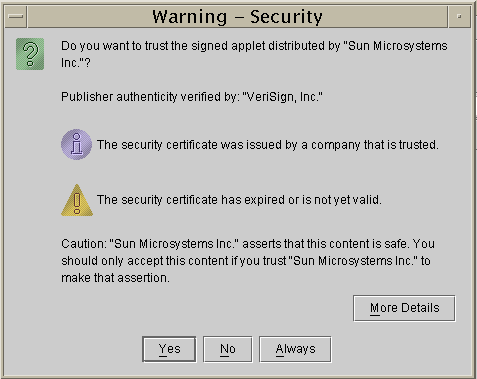 Warning – Security
Do you want to trust the signed applet distributed by "Sun Microsystems
Inc."?
Publisher authenticity verified by: "VeriSign, Inc."
The security certificate was issued by a company that is trusted.
The security certificate has expired or is not yet valid.
Caution: "Sun Microsystems Inc." asserts that this content is safe. You
should only accept this content if you trust "Sun Microsystems Inc." to
make that assertion.
More Details
Yes No Always